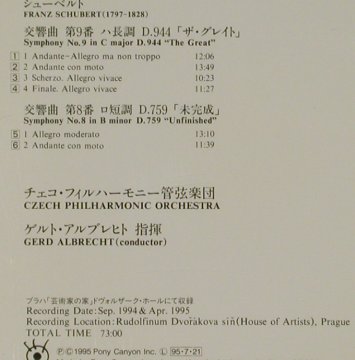 シューベルト
FRANZ SCHUBERT(1797-1828)
交響曲 第9番 ハ長調 D.944「ザ・グレイト」
Symphony No.9 in C major D.944 “The Great”
1 1 Andante-Allegro ma non troppo 12:06
2 2 Andante con moto 13:49
3 3 Scherzo. Allegro vivace 10:23
4 4 Finale. Allegro vivace 11:27
交響曲 第8番 ロ短調 D.759「未完成」
Symphony No.8 in B minor D.759 “Unfinished”
5 1 Allegro moderato 13:10
6 2 Andante con moto 11:39
チェコ・フィルハーモニー管弦楽団
CZECH PHILHARMONIC ORCHESTRA
ゲルト・アルブレヒト 指揮
GERD ALBRECHT(conductor)
プラハ「芸術家の家」ドヴォルザーク・ホールにて収録
Recording Date: Sep. 1994 & Apr. 1995
Recording Location: Rudolfinum Dvořákova síň(House of Artists), Prague
TOTAL TIME 73:00
Ⓟ©1995 Pony Canyon Inc. Ⓛ 95・7・21